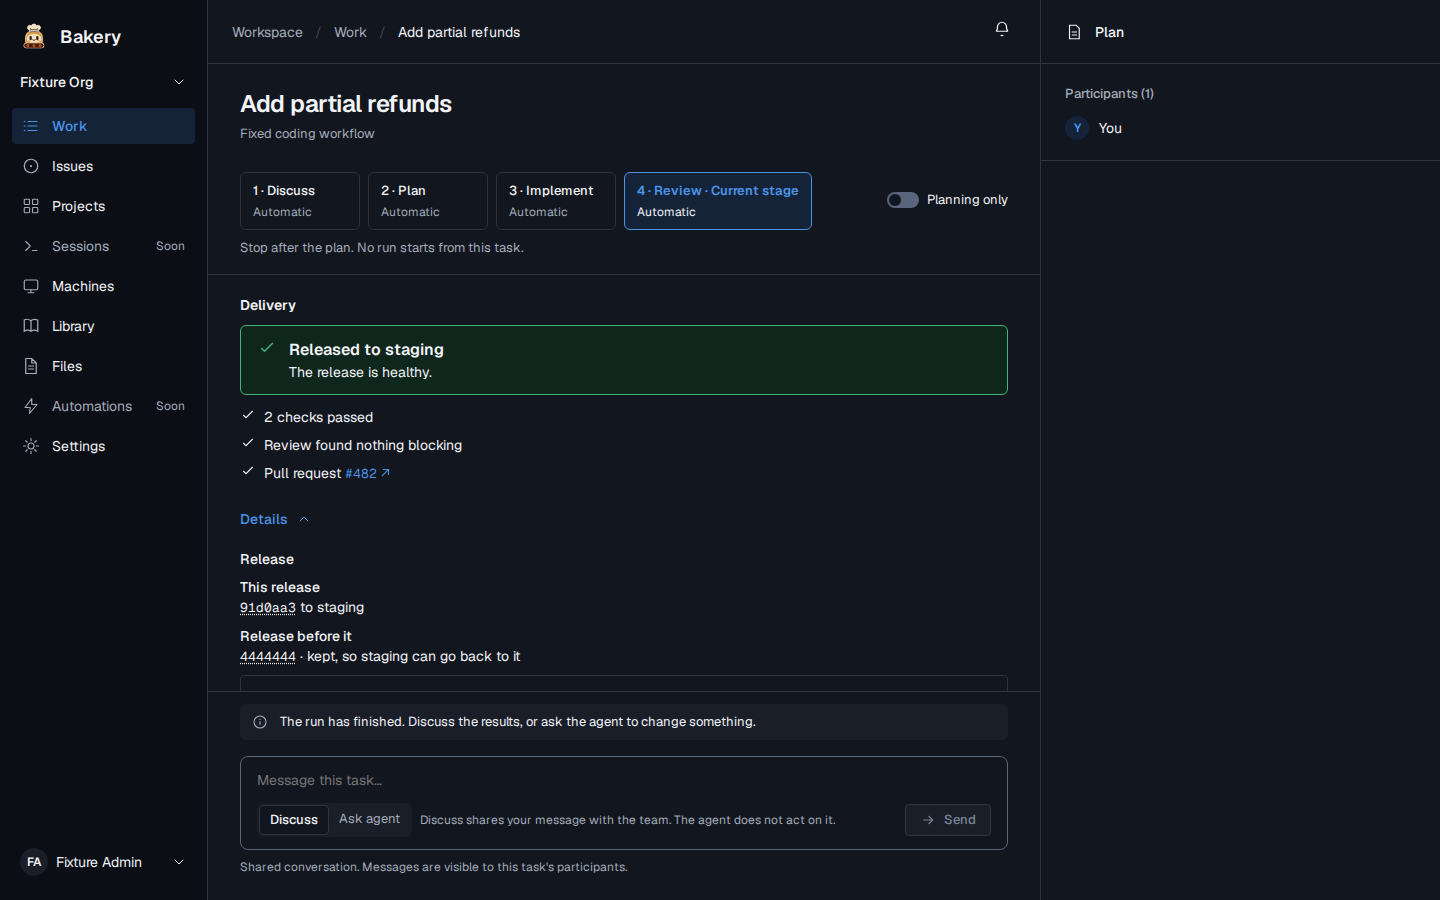 Bakery
Fixture Org
Work
Issues
Projects
Sessions Soon
Machines
Library
Files
Automations Soon
Settings
FA Fixture Admin
Workspace / Work / Add partial refunds
Add partial refunds
Fixed coding workflow
1 · Discuss
Automatic
2 · Plan
Automatic
3 · Implement
Automatic
4 · Review · Current stage
Automatic
Planning only
Stop after the plan. No run starts from this task.
Delivery
Released to staging
The release is healthy.
2 checks passed
Review found nothing blocking
Pull request #482
Details
Release
This release
91d0aa3 to staging
Release before it
4444444 · kept, so staging can go back to it
The run has finished. Discuss the results, or ask the agent to change something.
Message this task…
Discuss Ask agent Discuss shares your message with the team. The agent does not act on it. Send
Shared conversation. Messages are visible to this task's participants.
Plan
Participants (1)
Y You